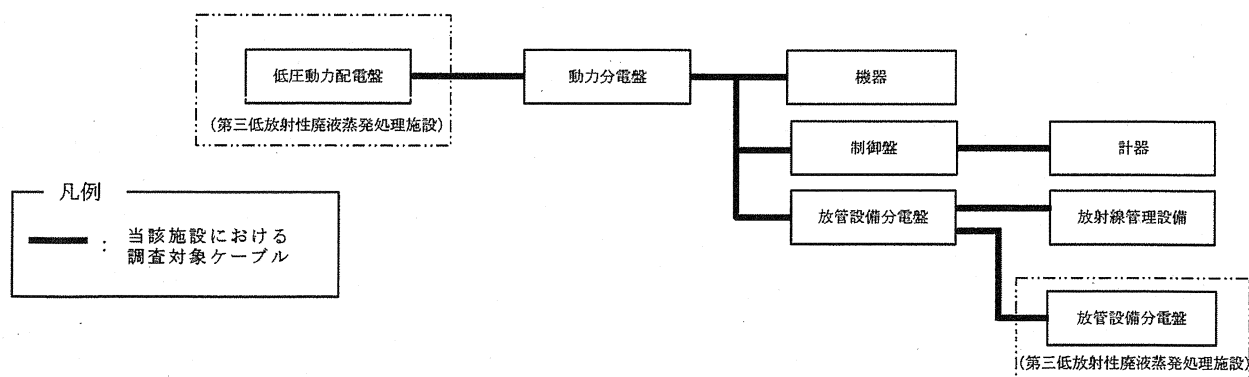 低圧動力配電盤
動力分電盤
機器
(第三低放射性廃液蒸発処理施設)
制御盤
計器
放管設備分電盤
放射線管理設備
凡例
: 当該施設における
調査対象ケーブル
放管設備分電盤
(第三低放射性廃液蒸発処理施設)